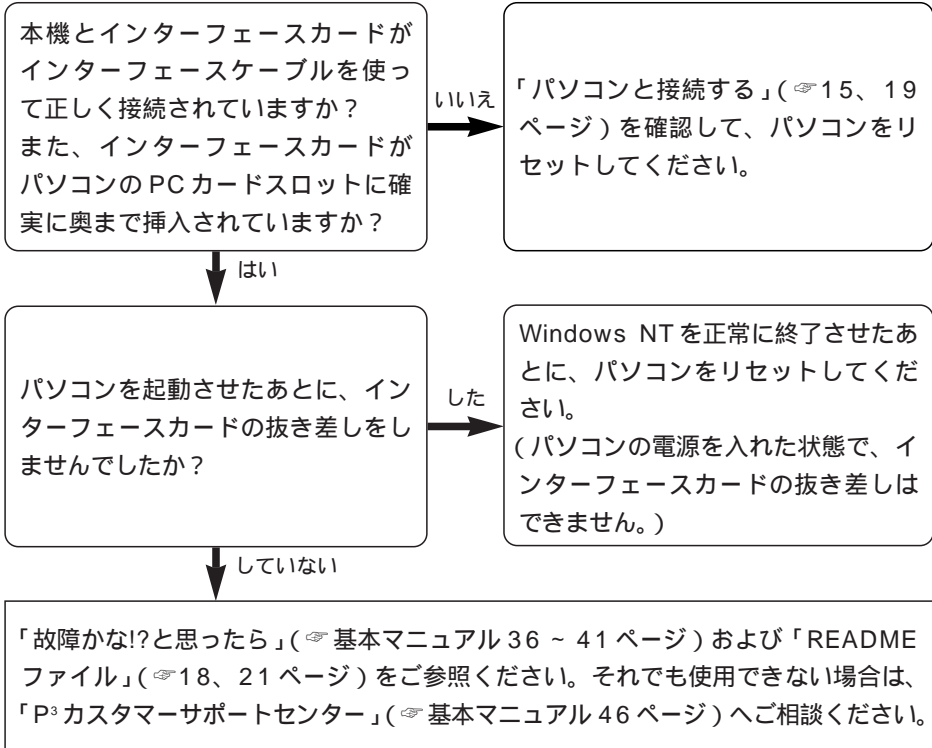 本機とインターフェースカードが
インターフェースケーブルを使っ
て正しく接続されていますか？
また、インターフェースカードが
パソコンの PC カードスロットに確
実に奥まで挿入されていますか？
いいえ
「パソコンと接続する」（☞15、19
ページ）を確認して、パソコンをリ
セットしてください。
はい
パソコンを起動させたあとに、イン
ターフェースカードの抜き差しをし
ませんでしたか？
した
Windows NT を正常に終了させたあ
とに、パソコンをリセットしてくだ
さい。
（パソコンの電源を入れた状態で、イ
ンターフェースカードの抜き差しは
できません。）
していない
「故障かな!?と思ったら」（☞ 基本マニュアル 36 ~ 41 ページ）および「README
ファイル」（☞18、21 ページ）をご参照ください。それでも使用できない場合は、
「P³ カスタマーサポートセンター」（☞ 基本マニュアル 46 ページ）へご相談ください。